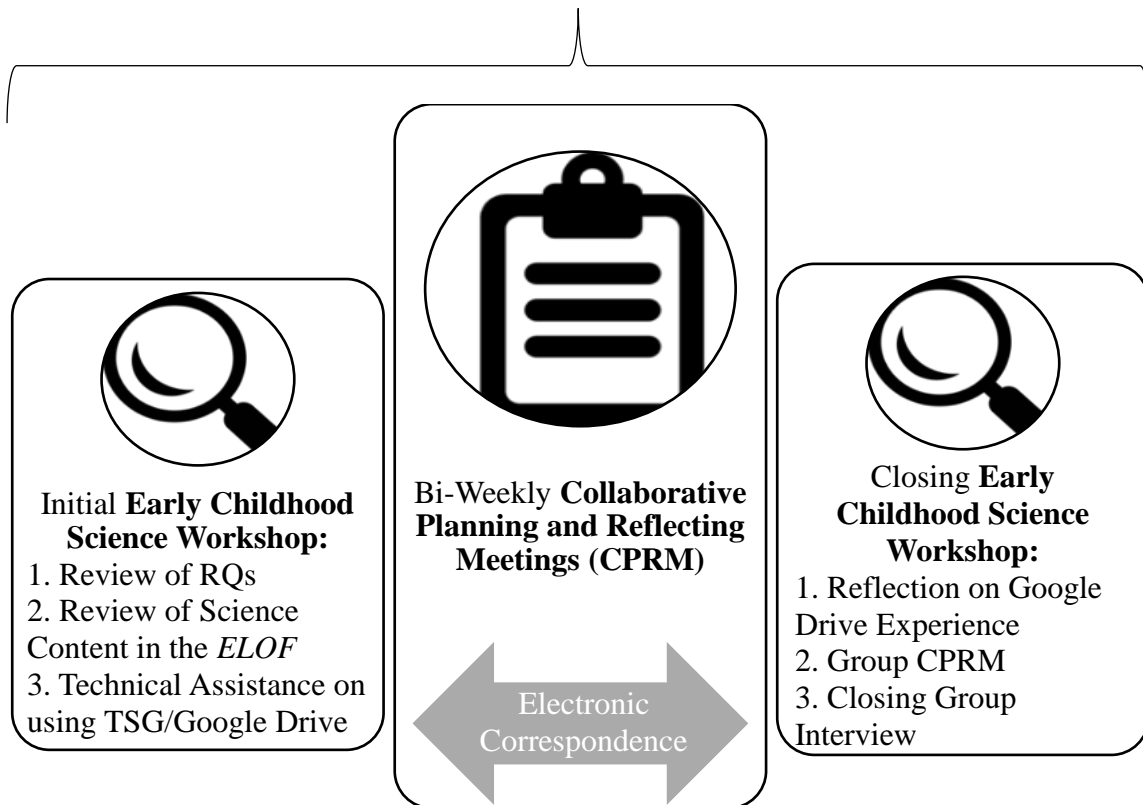 Initial Early Childhood
Science Workshop:
1. Review of RQs
2. Review of Science
Content in the ELOF
3. Technical Assistance on
using TSG/Google Drive
Bi-Weekly Collaborative
Planning and Reflecting
Meetings (CPRM)
Electronic
Correspondence
Closing Early
Childhood Science
Workshop:
1. Reflection on Google
Drive Experience
2. Group CPRM
3. Closing Group
Interview